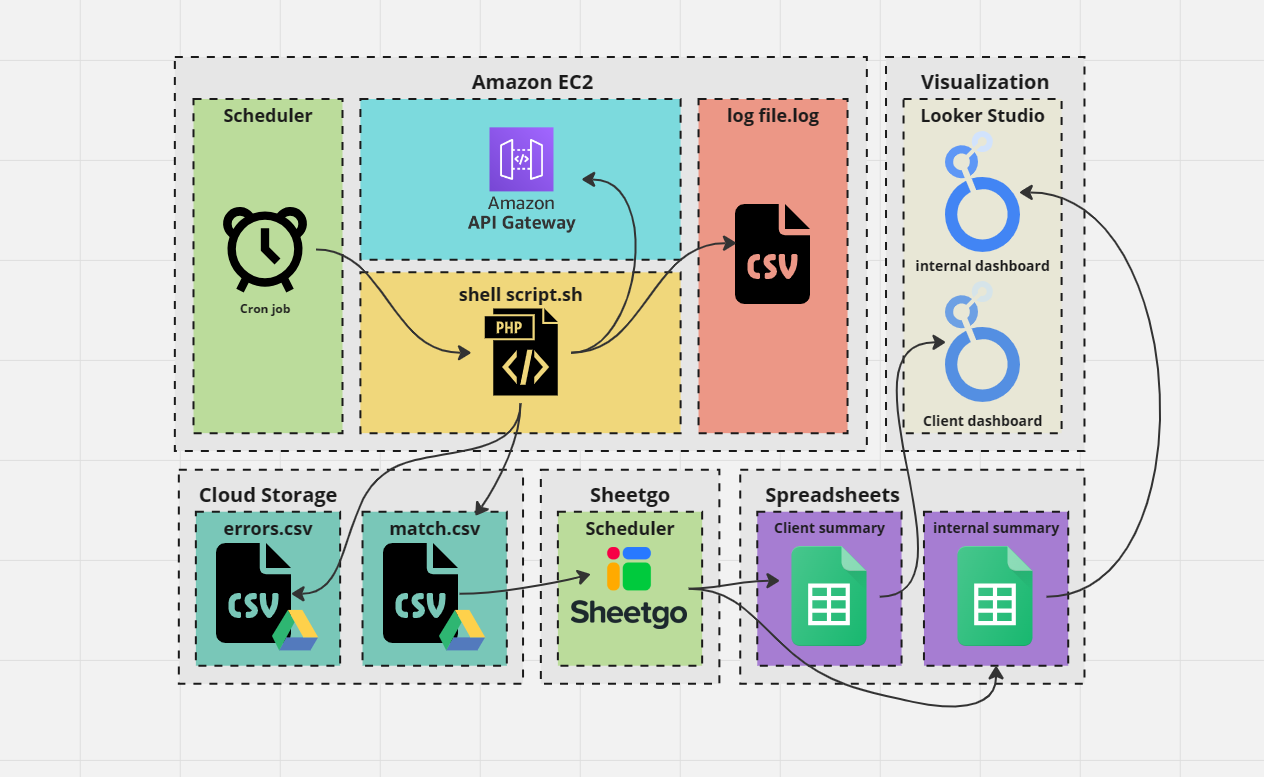 Amazon EC2
Scheduler
Cron job
Amazon
API Gateway
shell script.sh
PHP
</>
log file.log
CSV
Visualization
Looker Studio
internal dashboard
Client dashboard
Cloud Storage
errors.csv
CSV
match.csv
CSV
Sheetgo
Scheduler
Sheetgo
Spreadsheets
Client summary
internal summary